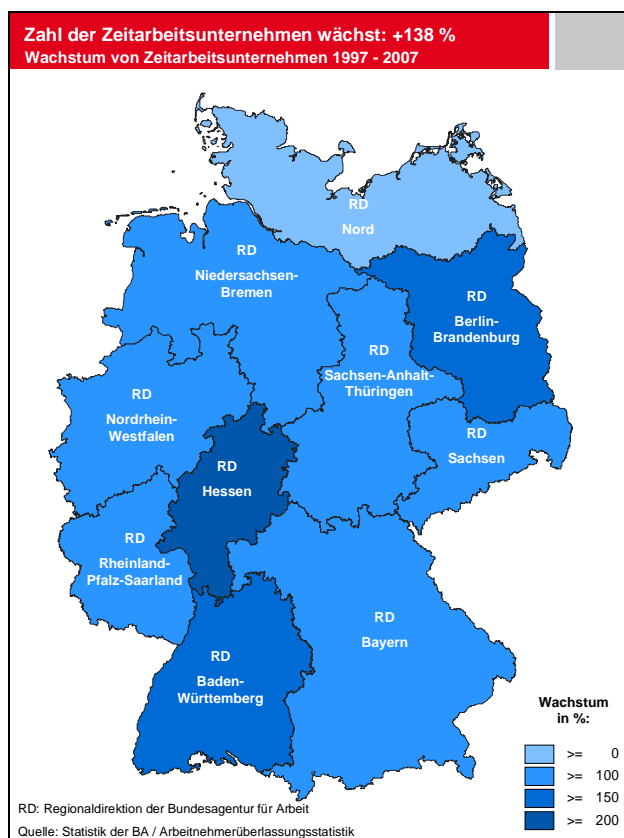 Zahl der Zeitarbeitsunternehmen wächst: +138 %
Wachstum von Zeitarbeitsunternehmen 1997 - 2007
RD
Nord
RD
Niedersachsen-
Bremen
RD
Berlin-
Brandenburg
RD
Sachsen-Anhalt-
Thüringen
RD
Nordrhein-
Westfalen
RD
Sachsen
RD
Hessen
RD
Rheinland-
Pfalz-Saarland
RD
Bayern
RD
Baden-
Württemberg
Wachstum
in %:
>= 0
>= 100
>= 150
>= 200
RD: Regionaldirektion der Bundesagentur für Arbeit
Quelle: Statistik der BA / Arbeitnehmerüberlassungsstatistik